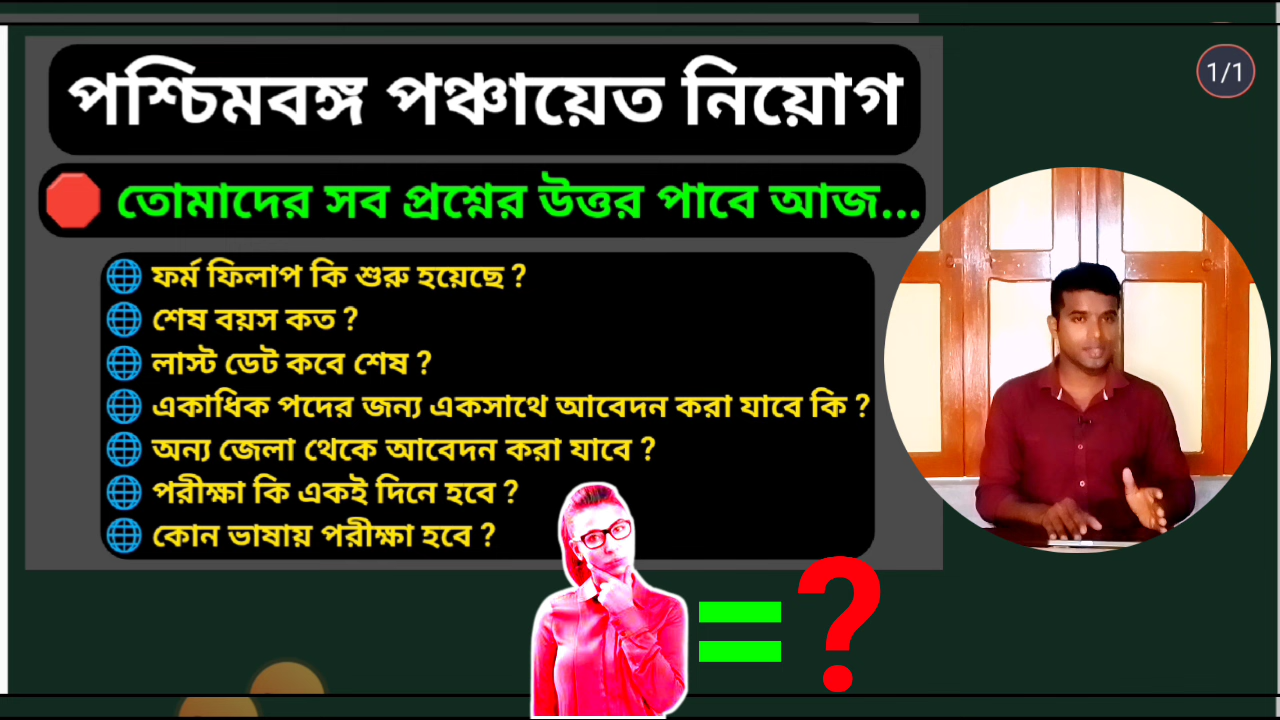 পশ্চিমবঙ্গ পঞ্চায়েত নিয়োগ
1/1
তোমাদের সব প্রশ্নের উত্তর পাবে আজ...
ফর্ম ফিলাপ কি শুরু হয়েছে ?
শেষ বয়স কত ?
লাস্ট ডেট কবে শেষ ?
একাধিক পদের জন্য একসাথে আবেদন করা যাবে কি ?
অন্য জেলা থেকে আবেদন করা যাবে ?
পরীক্ষা কি একই দিনে হবে ?
কোন ভাষায় পরীক্ষা হবে ?
=?